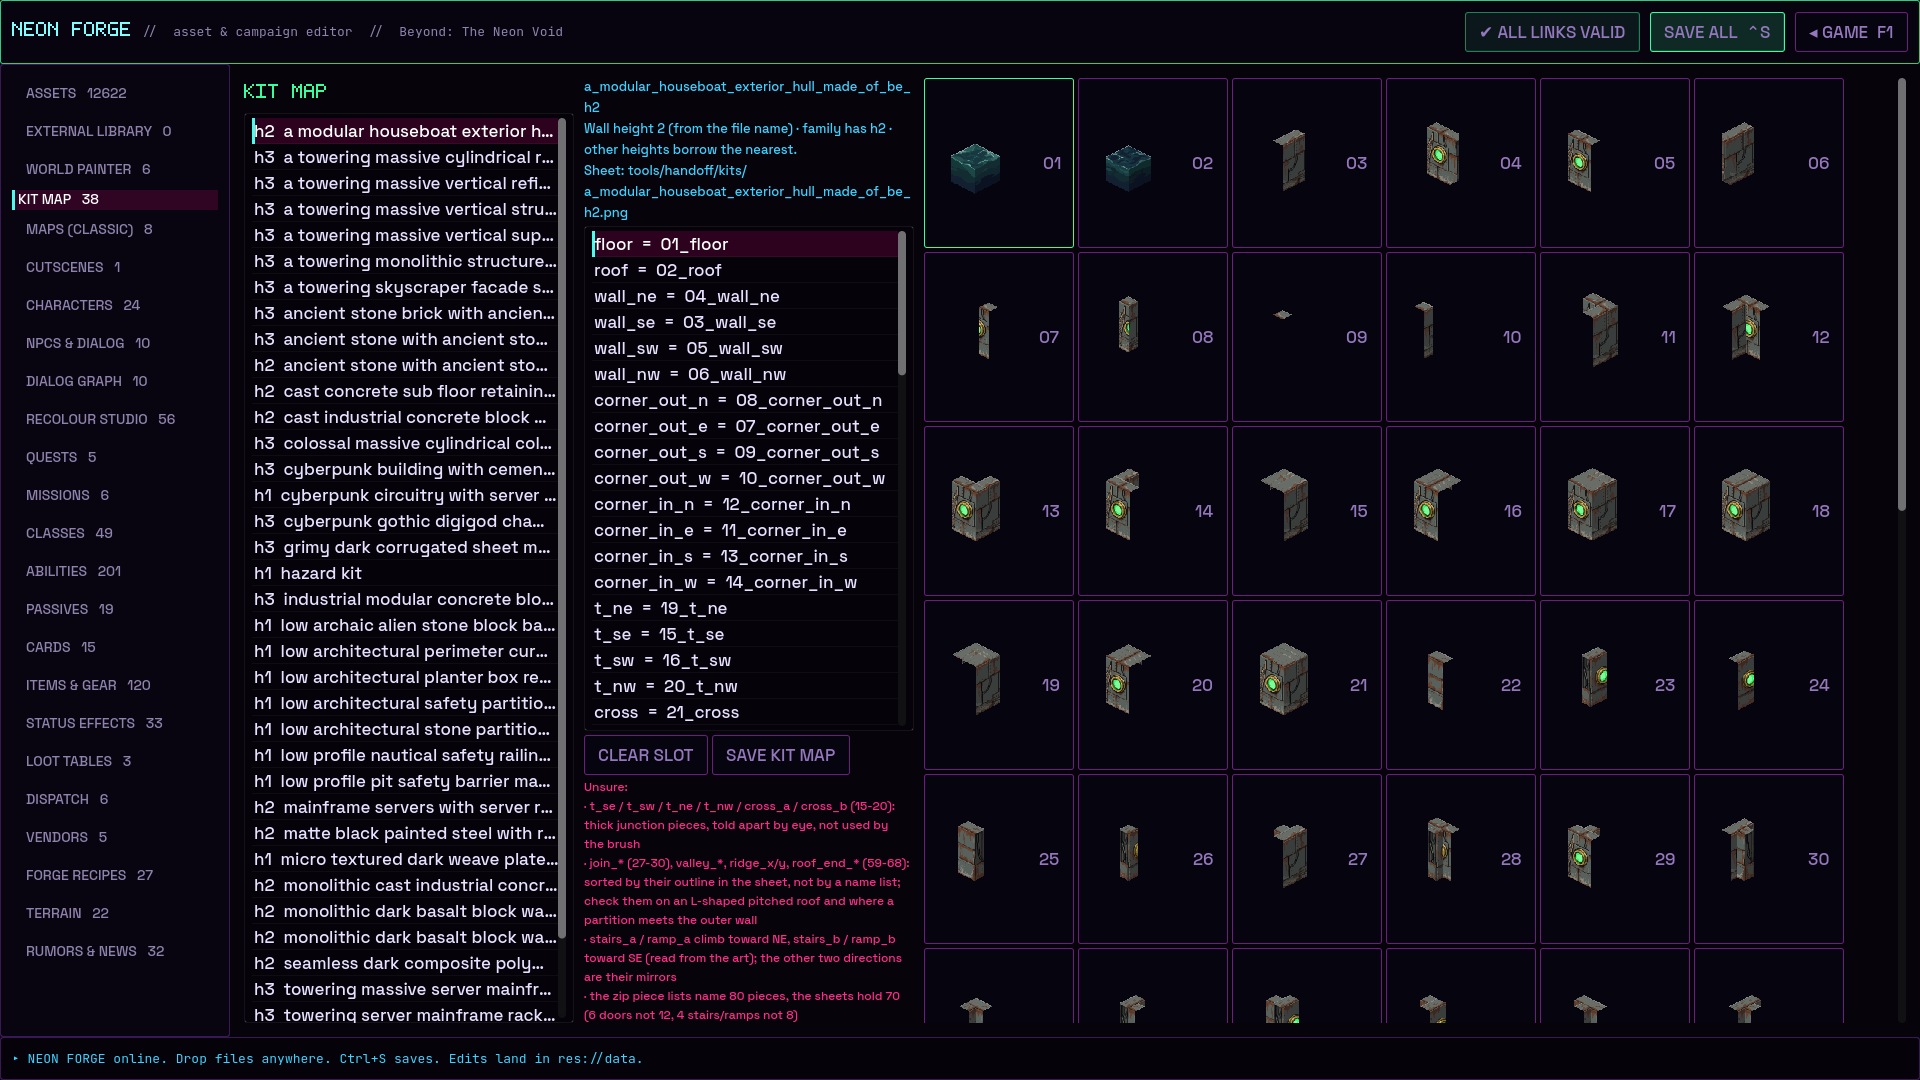 NEON FORGE // asset & campaign editor // Beyond: The Neon Void
✔ ALL LINKS VALID
SAVE ALL ^S
◂ GAME F1
ASSETS 12622
EXTERNAL LIBRARY 0
WORLD PAINTER 6
KIT MAP 38
MAPS (CLASSIC) 8
CUTSCENES 1
CHARACTERS 24
NPCS & DIALOG 10
DIALOG GRAPH 10
RECOLOUR STUDIO 56
QUESTS 5
MISSIONS 6
CLASSES 49
ABILITIES 201
PASSIVES 19
CARDS 15
ITEMS & GEAR 120
STATUS EFFECTS 33
LOOT TABLES 3
DISPATCH 6
VENDORS 5
FORGE RECIPES 27
TERRAIN 22
RUMORS & NEWS 32
KIT MAP
h2 a modular houseboat exterior h...
h3 a towering massive cylindrical r...
h3 a towering massive vertical refi...
h3 a towering massive vertical stru...
h3 a towering massive vertical sup...
h3 a towering monolithic structure...
h3 a towering skyscraper facade s...
h3 ancient stone brick with ancien...
h3 ancient stone with ancient sto...
h2 ancient stone with ancient sto...
h2 cast concrete sub floor retainin...
h2 cast industrial concrete block ...
h3 colossal massive cylindrical col...
h3 cyberpunk building with cemen...
h1 cyberpunk circuitry with server ...
h3 cyberpunk gothic digigod cha...
h3 grimy dark corrugated sheet m...
h1 hazard kit
h3 industrial modular concrete blo...
h1 low archaic alien stone block ba...
h1 low architectural perimeter cur...
h1 low architectural planter box re...
h1 low architectural safety partitio...
h1 low architectural stone partitio...
h1 low profile nautical safety railin...
h1 low profile pit safety barrier ma...
h2 mainframe servers with server r...
h2 matte black painted steel with r...
h1 micro textured dark weave plate...
h2 monolithic cast industrial concr...
h2 monolithic dark basalt block wa...
h2 monolithic dark basalt block wa...
h2 seamless dark composite poly...
h3 towering massive server mainfr...
h3 towering server mainframe rack...
a_modular_houseboat_exterior_hull_made_of_be_
h2
Wall height 2 (from the file name) · family has h2 ·
other heights borrow the nearest.
Sheet: tools/handoff/kits/
a_modular_houseboat_exterior_hull_made_of_be_
h2.png
floor = 01_floor
roof = 02_roof
wall_ne = 04_wall_ne
wall_se = 03_wall_se
wall_sw = 05_wall_sw
wall_nw = 06_wall_nw
corner_out_n = 08_corner_out_n
corner_out_e = 07_corner_out_e
corner_out_s = 09_corner_out_s
corner_out_w = 10_corner_out_w
corner_in_n = 12_corner_in_n
corner_in_e = 11_corner_in_e
corner_in_s = 13_corner_in_s
corner_in_w = 14_corner_in_w
t_ne = 19_t_ne
t_se = 15_t_se
t_sw = 16_t_sw
t_nw = 20_t_nw
cross = 21_cross
CLEAR SLOT
SAVE KIT MAP
Unsure:
· t_se / t_sw / t_ne / t_nw / cross_a / cross_b (15-20):
thick junction pieces, told apart by eye, not used by
the brush
· join_* (27-30), valley_*, ridge_x/y, roof_end_* (59-68):
sorted by their outline in the sheet, not by a name list;
check them on an L-shaped pitched roof and where a
partition meets the outer wall
· stairs_a / ramp_a climb toward NE, stairs_b / ramp_b
toward SE (read from the art); the other two directions
are their mirrors
· the zip piece lists name 80 pieces, the sheets hold 70
(6 doors not 12, 4 stairs/ramps not 8)
01 02 03 04 05 06
07 08 09 10 11 12
13 14 15 16 17 18
19 20 21 22 23 24
25 26 27 28 29 30
▸ NEON FORGE online. Drop files anywhere. Ctrl+S saves. Edits land in res://data.